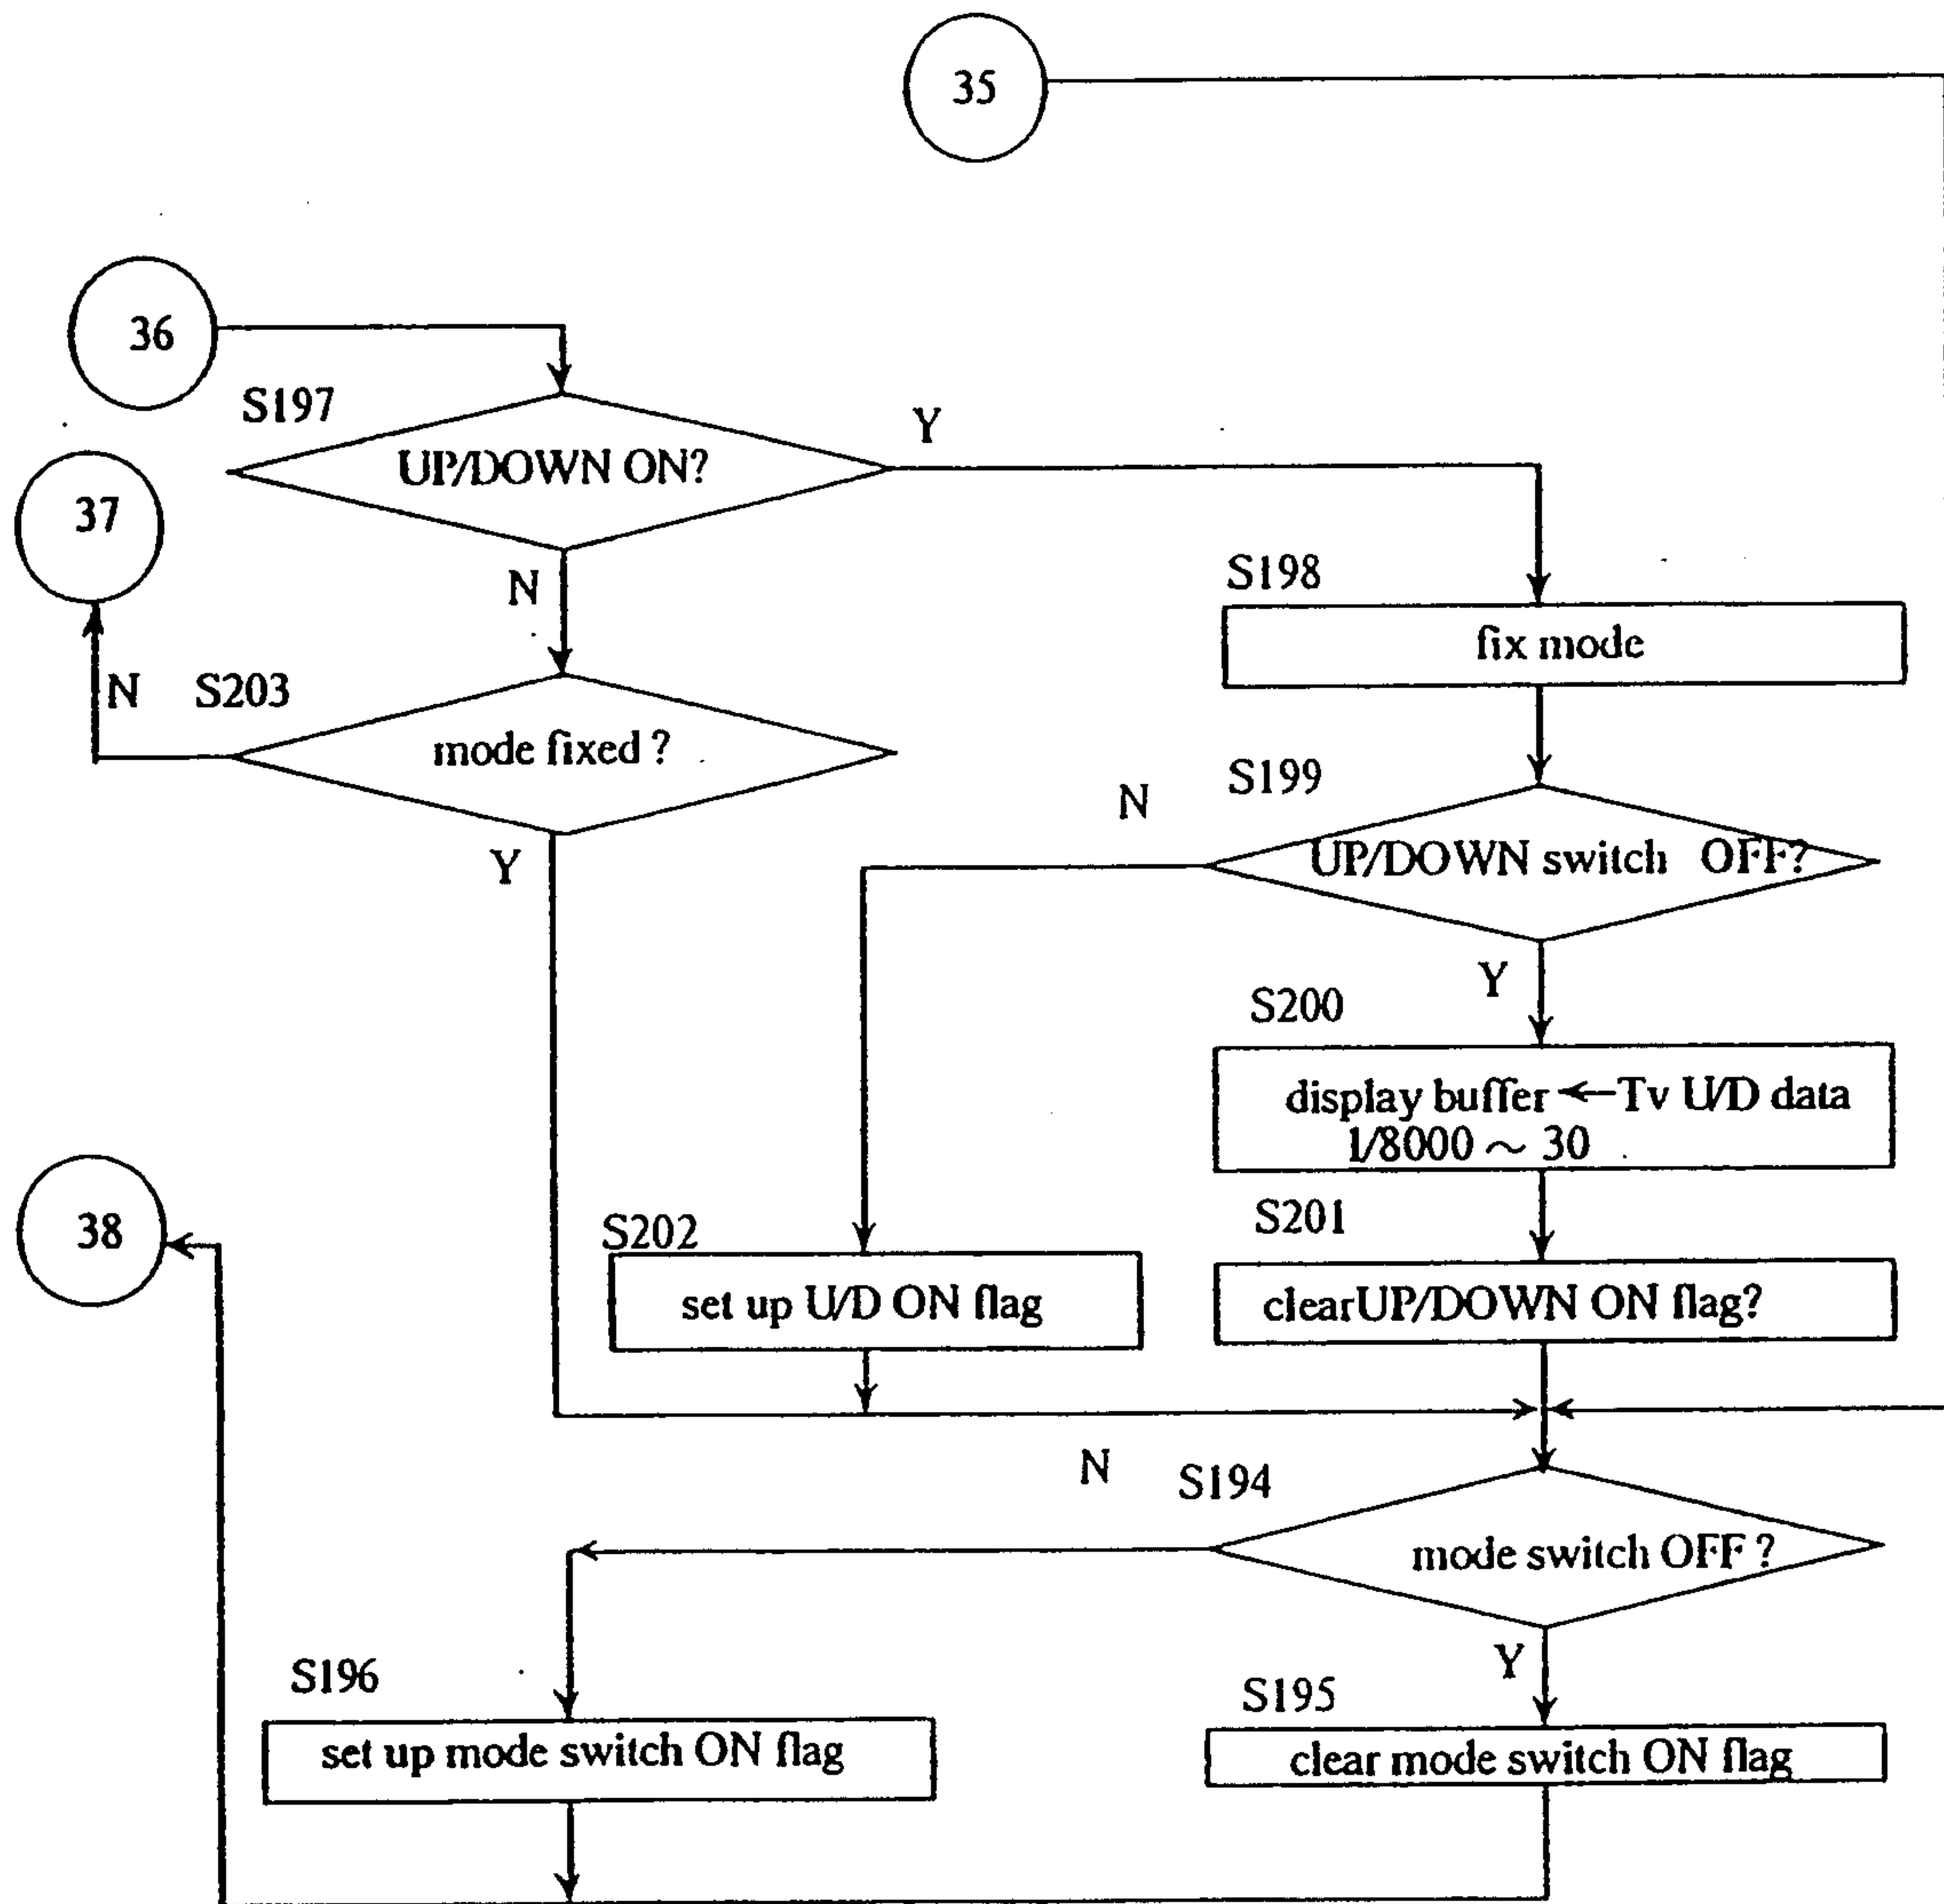 35
36
S197
UP/DOWN ON?
Y
37
N
S198
fix mode
N
S203
mode fixed ?
S199
N
UP/DOWN switch OFF?
Y
Y
S200
display buffer ← Tv U/D data
1/8000 ~ 30
38
S202
set up U/D ON flag
S201
clearUP/DOWN ON flag?
N
S194
mode switch OFF ?
Y
S196
set up mode switch ON flag
S195
clear mode switch ON flag